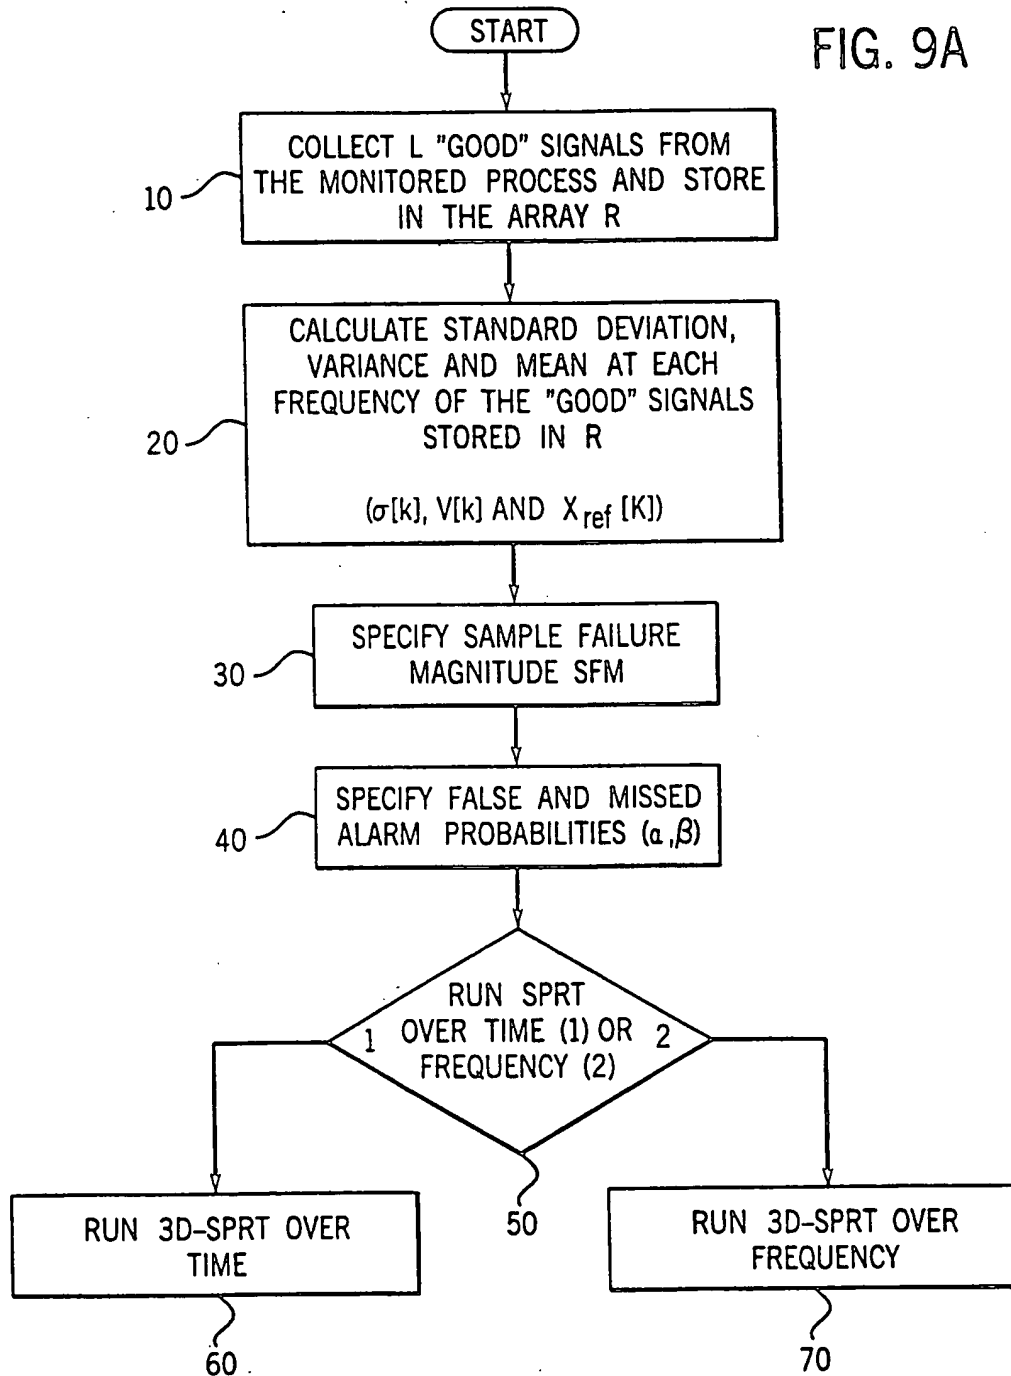 START
FIG. 9A
COLLECT L "GOOD" SIGNALS FROM
THE MONITORED PROCESS AND STORE
IN THE ARRAY R
10
CALCULATE STANDARD DEVIATION,
VARIANCE AND MEAN AT EACH
FREQUENCY OF THE "GOOD" SIGNALS
STORED IN R
(σ[k], V[k] AND X_ref [K])
20
SPECIFY SAMPLE FAILURE
MAGNITUDE SFM
30
SPECIFY FALSE AND MISSED
ALARM PROBABILITIES (α,β)
40
RUN SPRT
OVER TIME (1) OR
FREQUENCY (2)
1
2
50
RUN 3D-SPRT OVER
TIME
60
RUN 3D-SPRT OVER
FREQUENCY
70